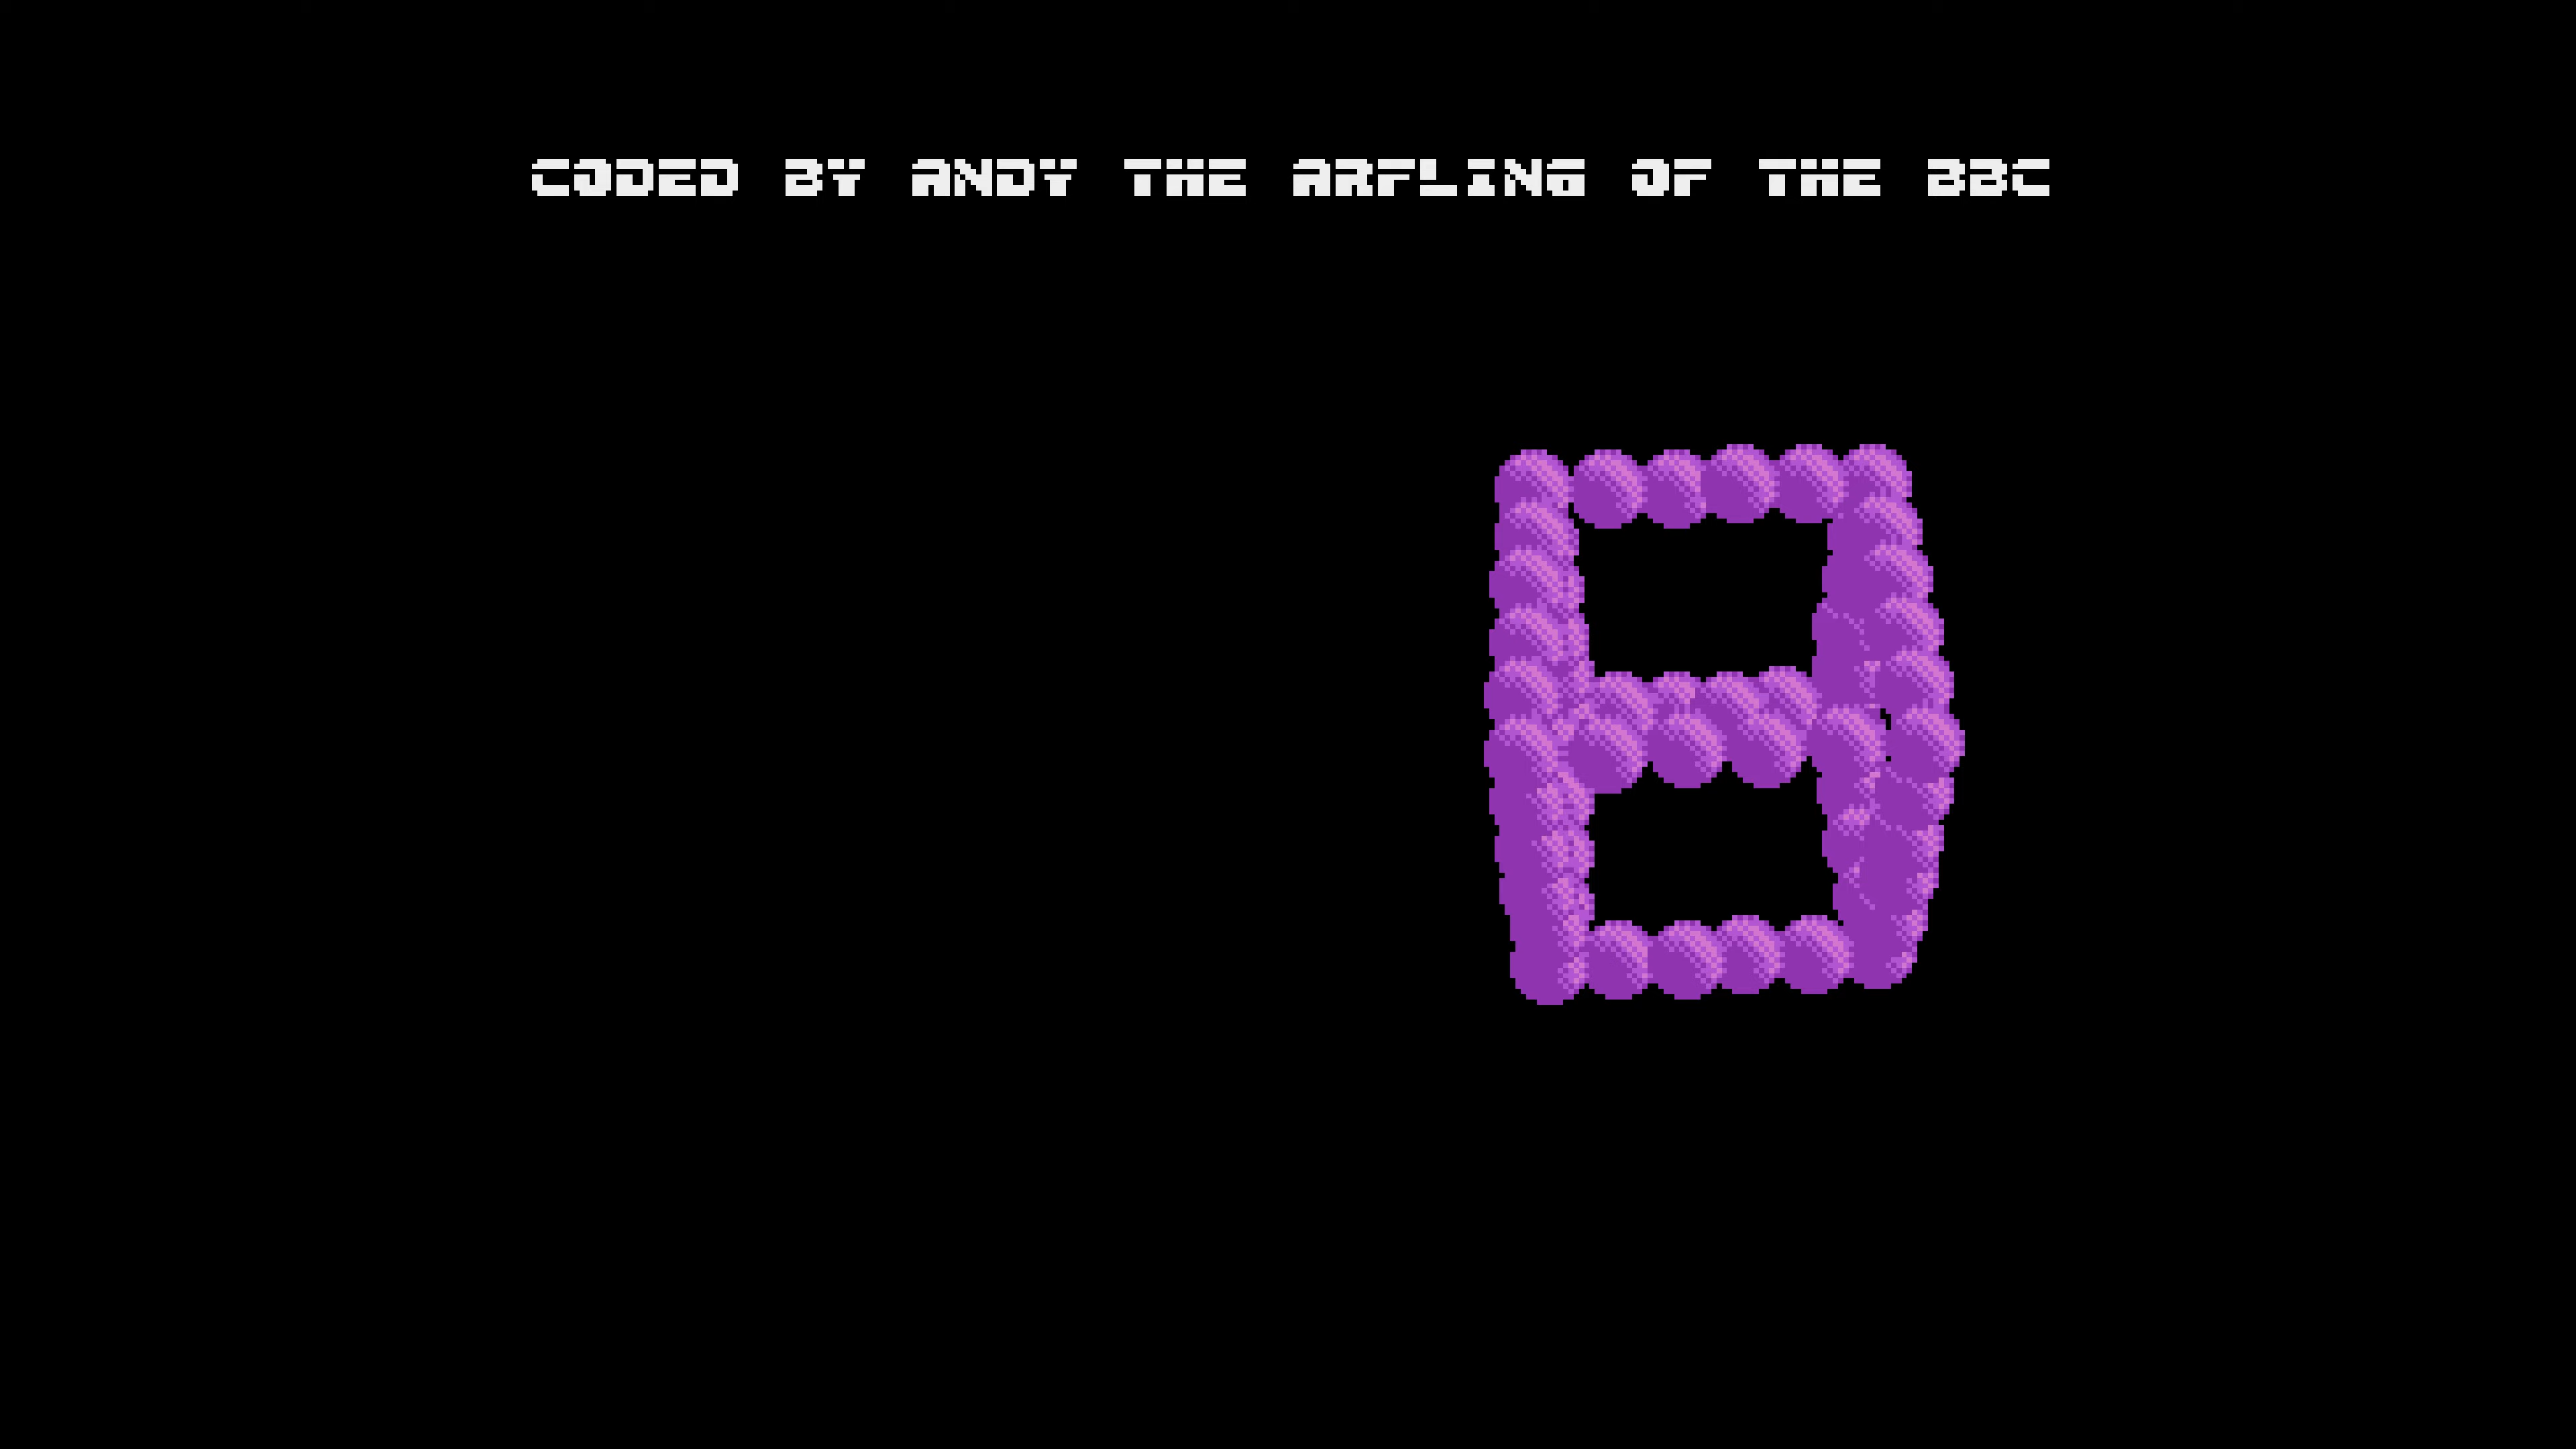 CODED BY ANDY THE ARFLING OF THE BBC